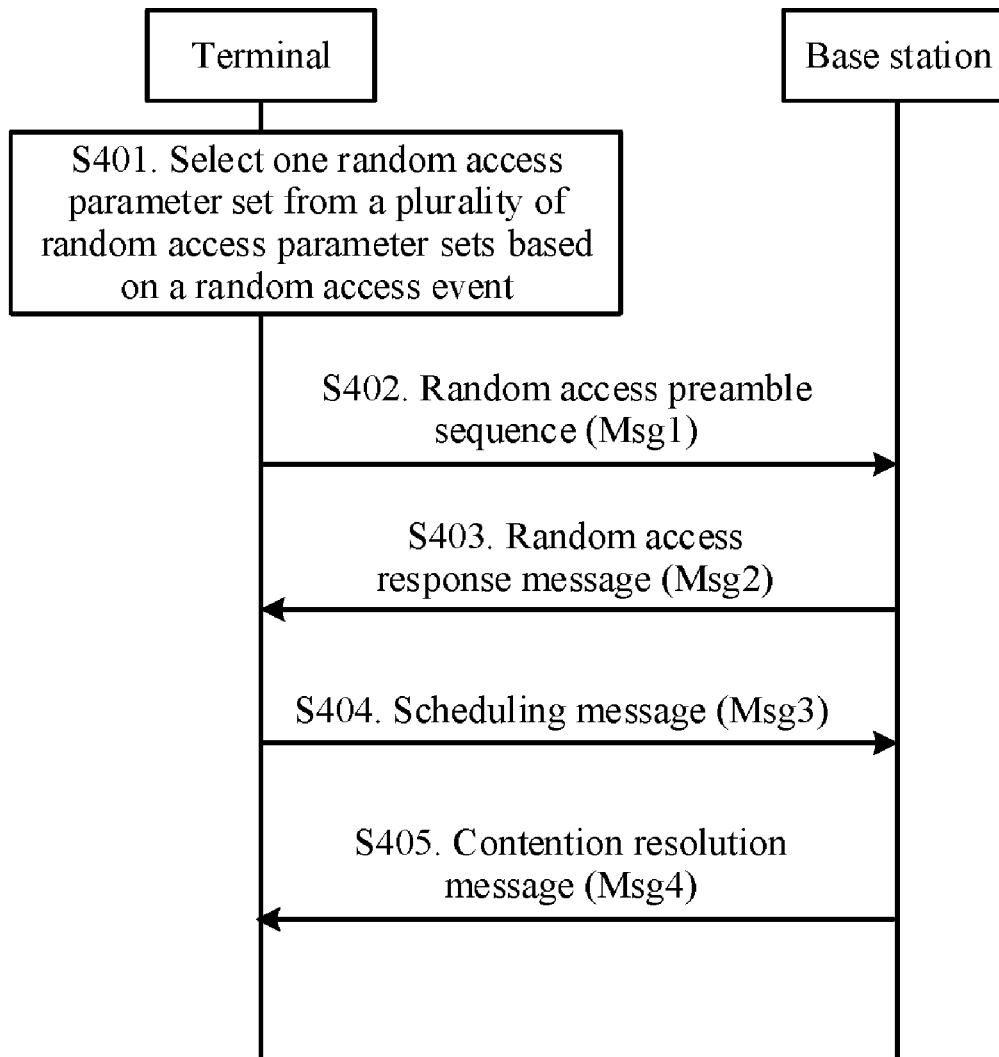 Terminal
Base station
S401. Select one random access
parameter set from a plurality of
random access parameter sets based
on a random access event
S402. Random access preamble
sequence (Msg1)
S403. Random access
response message (Msg2)
S404. Scheduling message (Msg3)
S405. Contention resolution
message (Msg4)